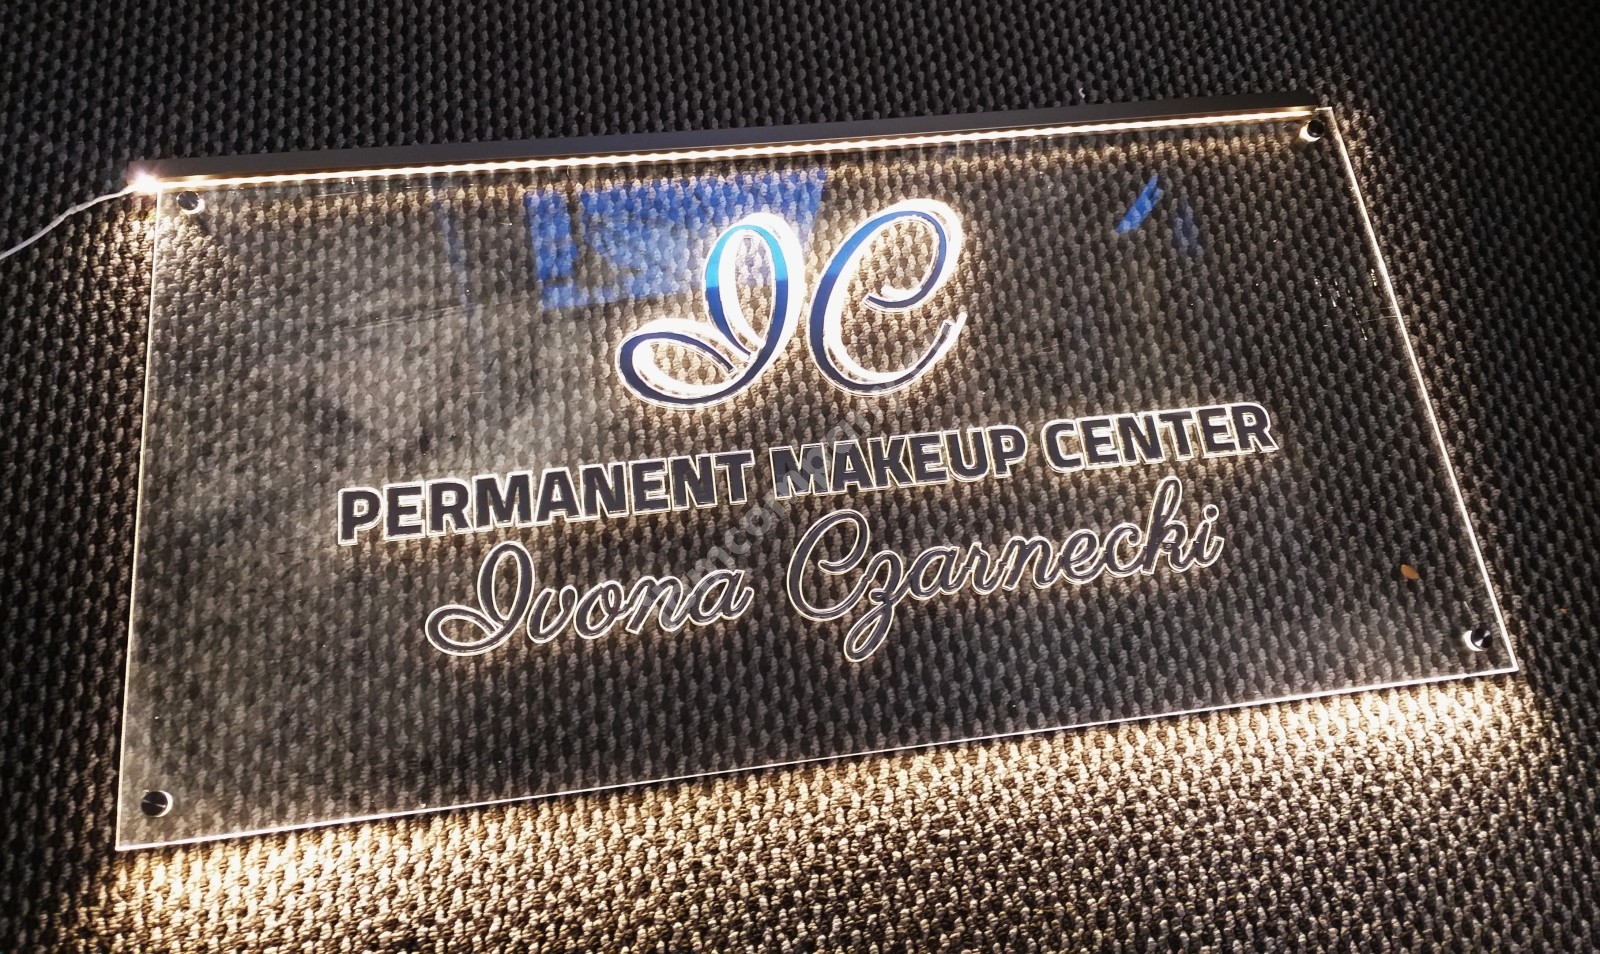 IC
PERMANENT MAKEUP CENTER
Ivona Czarnecki